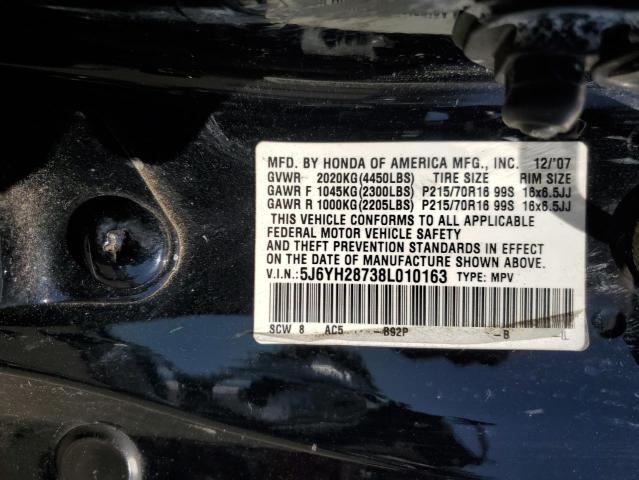 MFD. BY HONDA OF AMERICA MFG., INC. 12/'07
GVWR 2020KG(4450LBS) TIRE SIZE RIM SIZE
GAWR F 1045KG(2300LBS) P215/70R16 99S 16x6.5JJ
GAWR R 1000KG(2205LBS) P215/70R16 99S 16x6.5JJ
THIS VEHICLE CONFORMS TO ALL APPLICABLE
FEDERAL MOTOR VEHICLE SAFETY
AND THEFT PREVENTION STANDARDS IN EFFECT
ON THE DATE OF MANUFACTURE SHOWN ABOVE.
V.I.N.: 5J6YH28738L010163 TYPE: MPV
SCW 8 AC5 -B92P -B